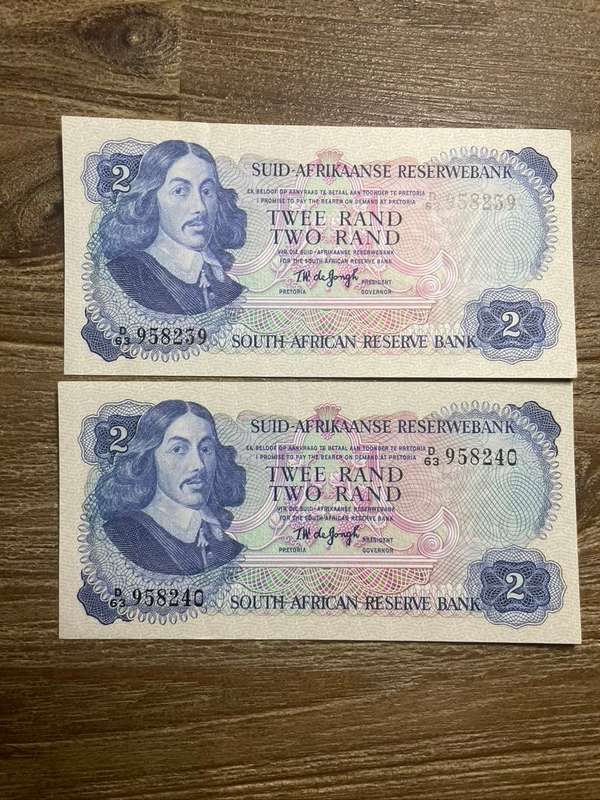 2
SUID-AFRIKAANSE RESERWEBANK
EK BELOOF OP AANVRAAG TE BETAAL AAN TOONDER TE PRETORIA
I PROMISE TO PAY THE BEARER ON DEMAND AT PRETORIA
D/63 958239
TWEE RAND
TWO RAND
VIR DIE SUID-AFRIKAANSE RESERWEBANK
FOR THE SOUTH AFRICAN RESERVE BANK
T.W. de Jongh
PRESIDENT
PRETORIA GOVERNOR
D/63 958239
SOUTH AFRICAN RESERVE BANK
2
2
SUID-AFRIKAANSE RESERWEBANK
EK BELOOF OP AANVRAAG TE BETAAL AAN TOONDER TE PRETORIA
I PROMISE TO PAY THE BEARER ON DEMAND AT PRETORIA
D/63 958240
TWEE RAND
TWO RAND
VIR DIE SUID-AFRIKAANSE RESERWEBANK
FOR THE SOUTH AFRICAN RESERVE BANK
T.W. de Jongh
PRESIDENT
PRETORIA GOVERNOR
D/63 958240
SOUTH AFRICAN RESERVE BANK
2